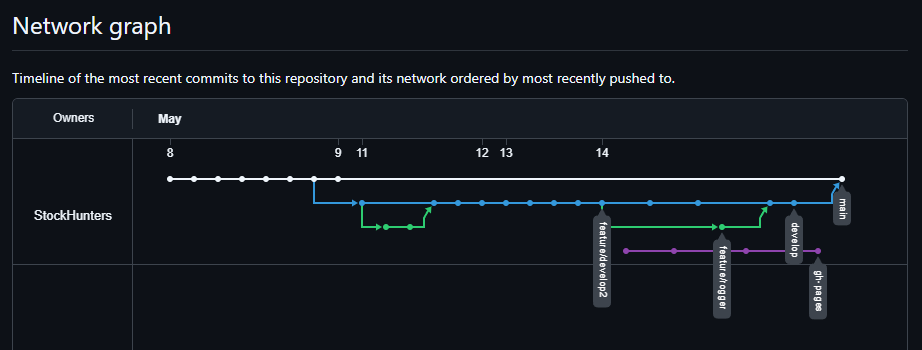 Network graph
Timeline of the most recent commits to this repository and its network ordered by most recently pushed to.
Owners
May
8
9
11
12
13
14
StockHunters
main
develop
feature/develop2
feature/rogger
gh-pages